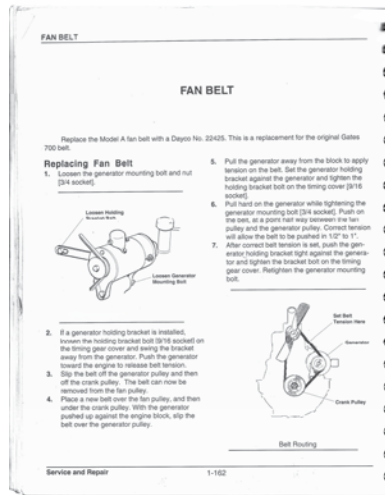 FAN BELT
FAN BELT
Replace the Model A fan belt with a Dayco No. 22425. This is a replacement for the original Gates
700 belt.
Replacing Fan Belt
1. Loosen the generator mounting bolt and nut
[3/4 socket].
Loosen Holding
Bracket Bolt
Loosen Generator
Mounting Bolt
2. If a generator holding bracket is installed,
loosen the holding bracket bolt [9/16 socket] on
the timing gear cover and swing the bracket
away from the generator. Push the generator
toward the engine to release belt tension.
3. Slip the belt off the generator pulley and then
off the crank pulley. The belt can now be
removed from the fan pulley.
4. Place a new belt over the fan pulley, and then
under the crank pulley. With the generator
pushed up against the engine block, slip the
belt over the generator pulley.
5. Pull the generator away from the block to apply
tension on the belt. Set the generator holding
bracket against the generator and tighten the
holding bracket bolt on the timing cover [9/16
socket].
6. Pull hard on the generator while tightening the
generator mounting bolt [3/4 socket]. Push on
the belt, at a point half way between the fan
pulley and the generator pulley. Correct tension
will allow the belt to be pushed in 1/2" to 1".
7. After correct belt tension is set, push the gen-
erator holding bracket tight against the genera-
tor and tighten the bracket bolt on the timing
gear cover. Retighten the generator mounting
bolt.
Set Belt
Tension Here
Generator
Crank Pulley
Belt Routing
Service and Repair
1-162